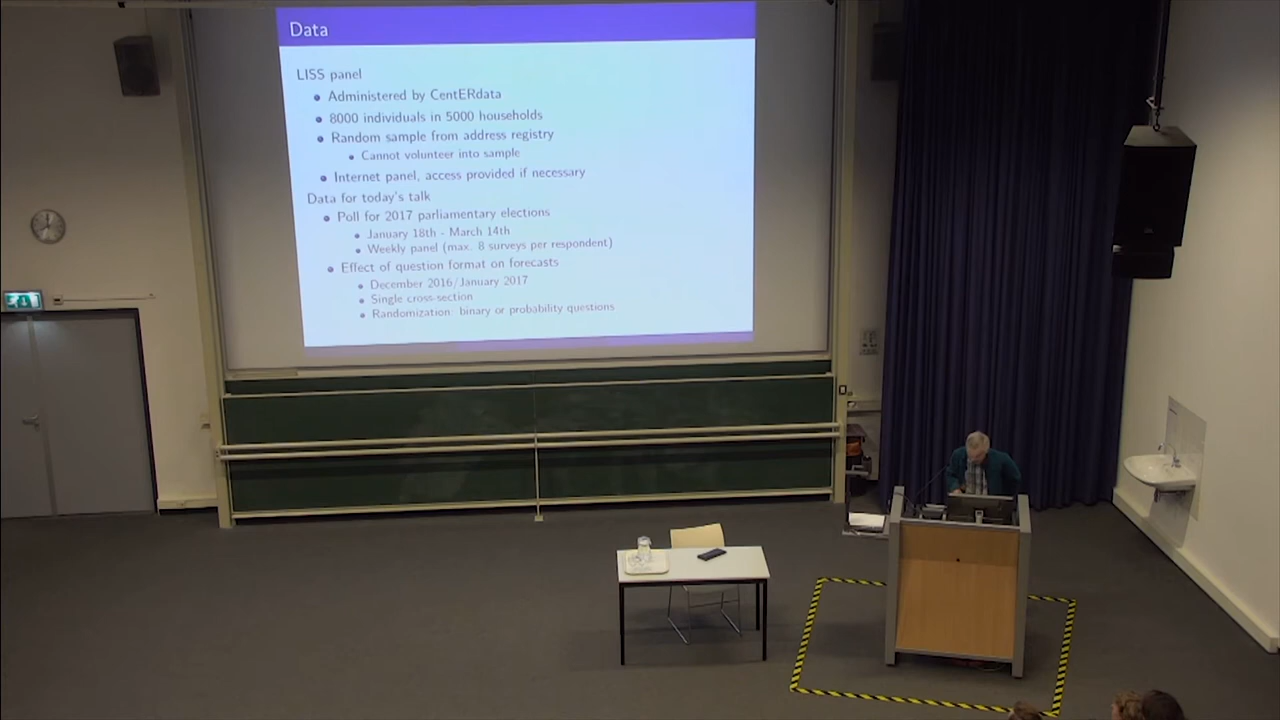 Data
LISS panel
Administered by CentERdata
8000 individuals in 5000 households
Random sample from address registry
Cannot volunteer into sample
Internet panel, access provided if necessary
Data for today's talk
Poll for 2017 parliamentary elections
January 18th - March 14th
Weekly panel (max. 8 surveys per respondent)
Effect of question format on forecasts
December 2016/January 2017
Single cross-section
Randomization: binary or probability questions